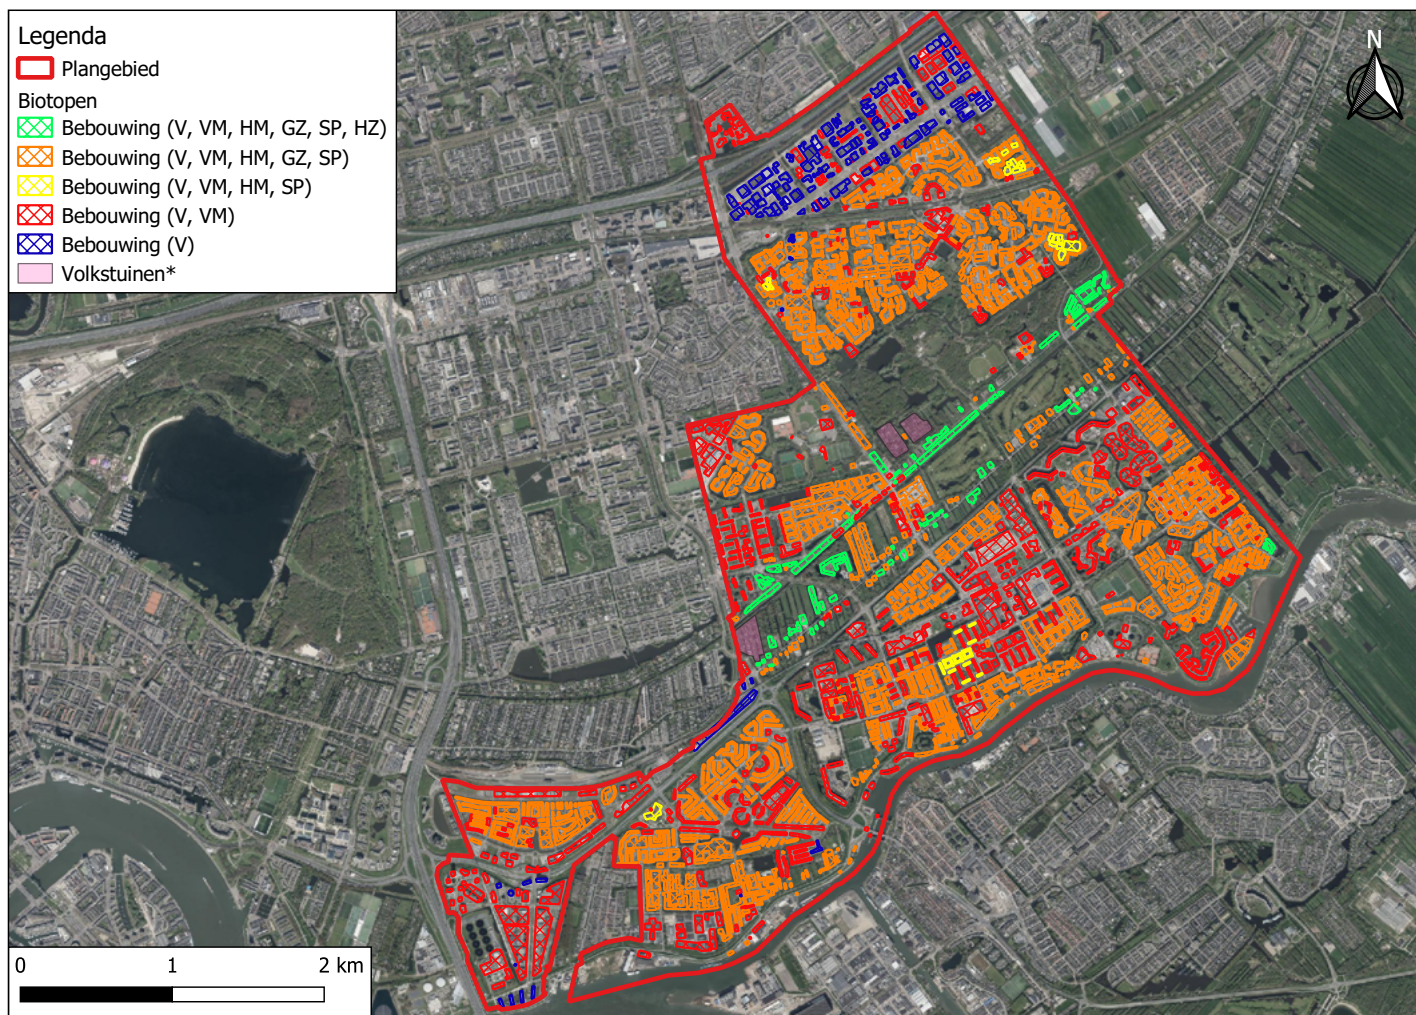 Legenda
Plangebied
Biotopen
Bebouwing (V, VM, HM, GZ, SP, HZ)
Bebouwing (V, VM, HM, GZ, SP)
Bebouwing (V, VM, HM, SP)
Bebouwing (V, VM)
Bebouwing (V)
Volkstuinen*
N
0 1 2 km